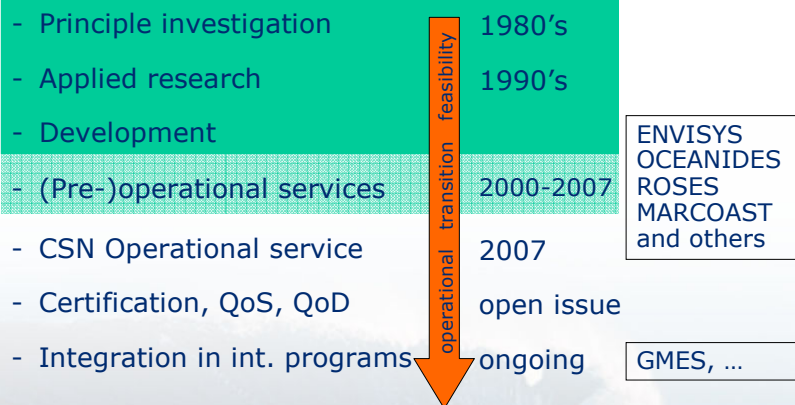 - Principle investigation 1980’s
- Applied research 1990’s
- Development
- (Pre-)operational services 2000-2007
- CSN Operational service 2007
- Certification, QoS, QoD open issue
- Integration in int. programs ongoing
operational transition feasibility
ENVISYS
OCEANIDES
ROSES
MARCOAST
and others
GMES, ...